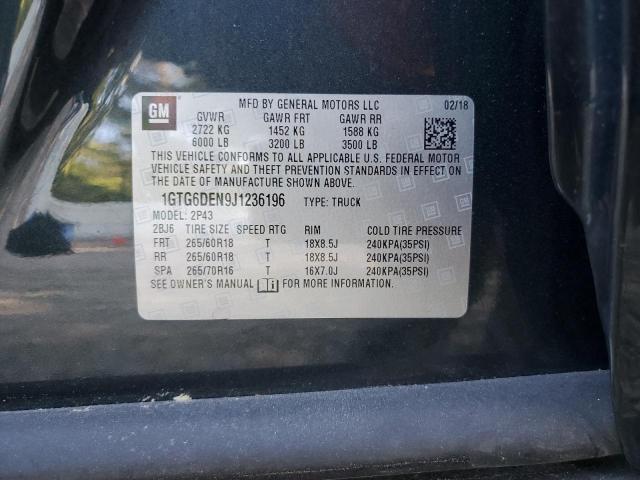 GM
MFD BY GENERAL MOTORS LLC 02/18
GVWR GAWR FRT GAWR RR
2722 KG 1452 KG 1588 KG
6000 LB 3200 LB 3500 LB
THIS VEHICLE CONFORMS TO ALL APPLICABLE U.S. FEDERAL MOTOR
VEHICLE SAFETY AND THEFT PREVENTION STANDARDS IN EFFECT ON
THE DATE OF MANUFACTURE SHOWN ABOVE.
1GTG6DEN9J1236196 TYPE: TRUCK
MODEL: 2P43
2BJ6 TIRE SIZE SPEED RTG RIM COLD TIRE PRESSURE
FRT 265/60R18 T 18X8.5J 240KPA(35PSI)
RR 265/60R18 T 18X8.5J 240KPA(35PSI)
SPA 265/70R16 T 16X7.0J 240KPA(35PSI)
SEE OWNER'S MANUAL FOR MORE INFORMATION.